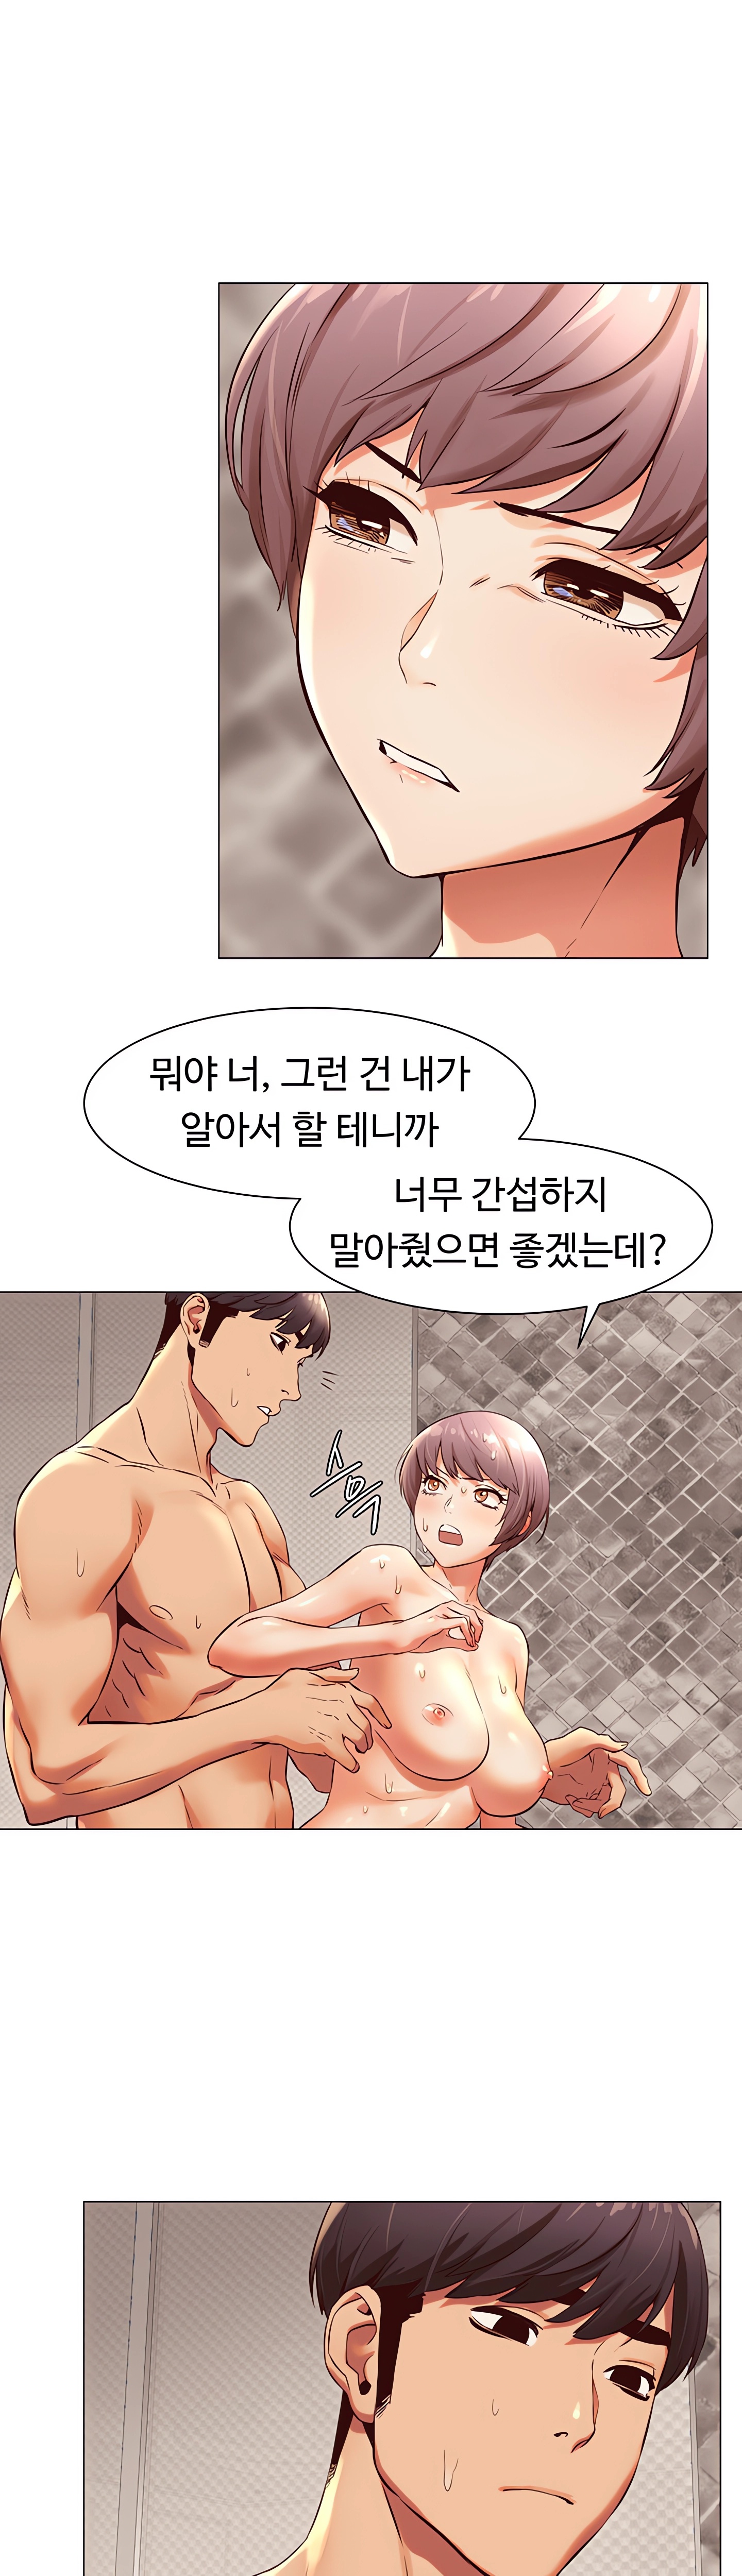 뭐야 너, 그런 건 내가
알아서 할 테니까
너무 간섭하지
말아줬으면 좋겠는데?
스윽